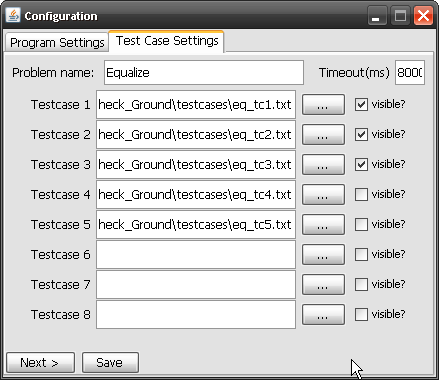 Configuration
Program Settings Test Case Settings
Problem name: Equalize Timeout(ms) 8000
Testcase 1 heck_Ground\testcases\eq_tc1.txt ... visible?
Testcase 2 heck_Ground\testcases\eq_tc2.txt ... visible?
Testcase 3 heck_Ground\testcases\eq_tc3.txt ... visible?
Testcase 4 heck_Ground\testcases\eq_tc4.txt ... visible?
Testcase 5 heck_Ground\testcases\eq_tc5.txt ... visible?
Testcase 6 ... visible?
Testcase 7 ... visible?
Testcase 8 ... visible?
Next > Save